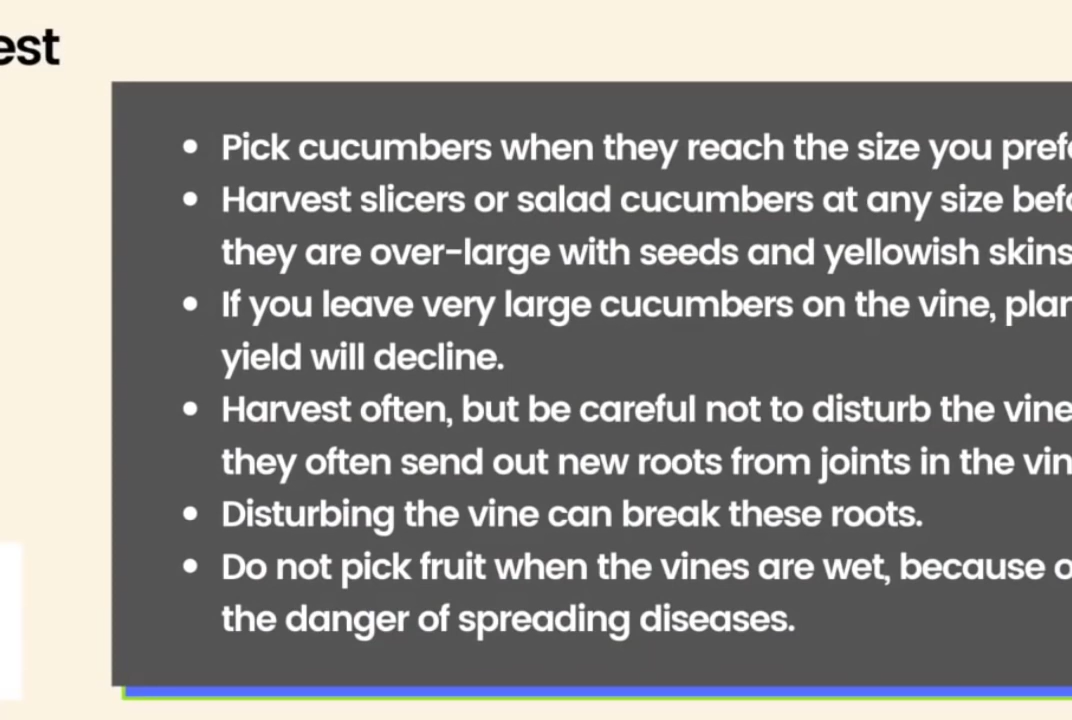 est
• Pick cucumbers when they reach the size you
• Harvest slicers or salad cucumbers at any size
they are over-large with seeds and yellowish skins
• If you leave very large cucumbers on the vine,
yield will decline.
• Harvest often, but be careful not to disturb the vine
they often send out new roots from joints in the
• Disturbing the vine can break these roots.
• Do not pick fruit when the vines are wet, because
the danger of spreading diseases.